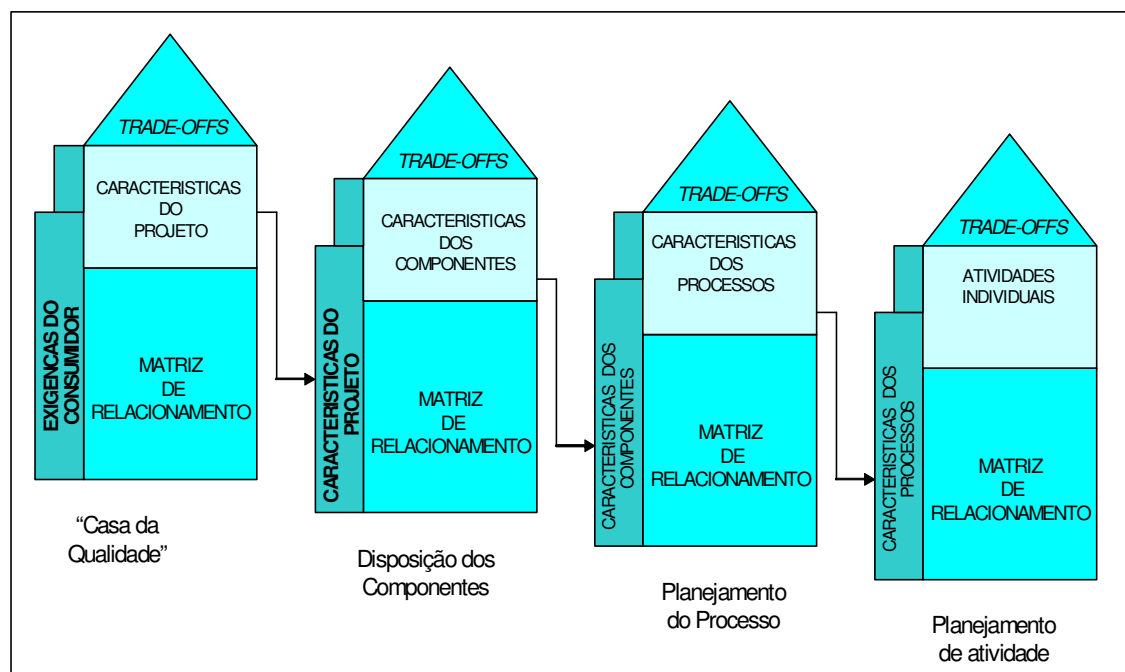 TRADE-OFFS
CARACTERISTICAS
DO
PROJETO
EXIGENCAS DO
CONSUMIDOR
MATRIZ
DE
RELACIONAMENTO
“Casa da
Qualidade”
TRADE-OFFS
CARACTERISTICAS
DOS
COMPONENTES
CARACTERISTICAS DO
PROJETO
MATRIZ
DE
RELACIONAMENTO
Disposição dos
Componentes
TRADE-OFFS
CARACTERISTICAS
DOS
PROCESSOS
CARACTERISTICAS DOS
COMPONENTES
MATRIZ
DE
RELACIONAMENTO
Planejamento
do Processo
TRADE-OFFS
ATIVIDADES
INDIVIDUAIS
CARACTERISTICAS DOS
PROCESSOS
MATRIZ
DE
RELACIONAMENTO
Planejamento
de atividade